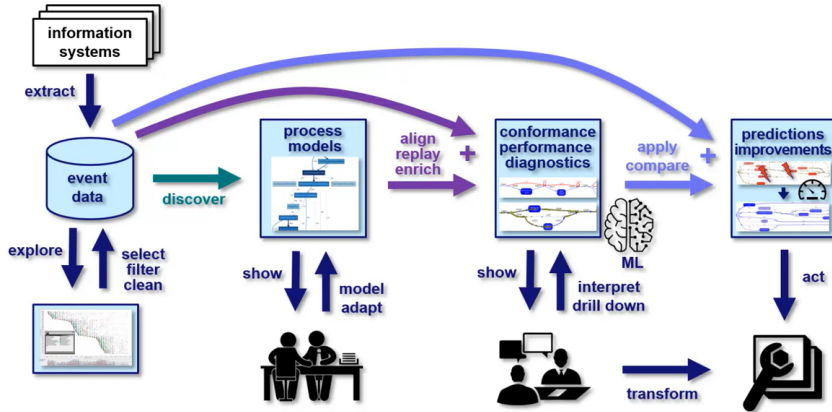 information
systems
extract
event
data
explore
select
filter
clean
discover
process
models
show
model
adapt
align
replay
enrich
+
conformance
performance
diagnostics
ML
show
interpret
drill down
apply
compare
+
predictions
improvements
act
transform